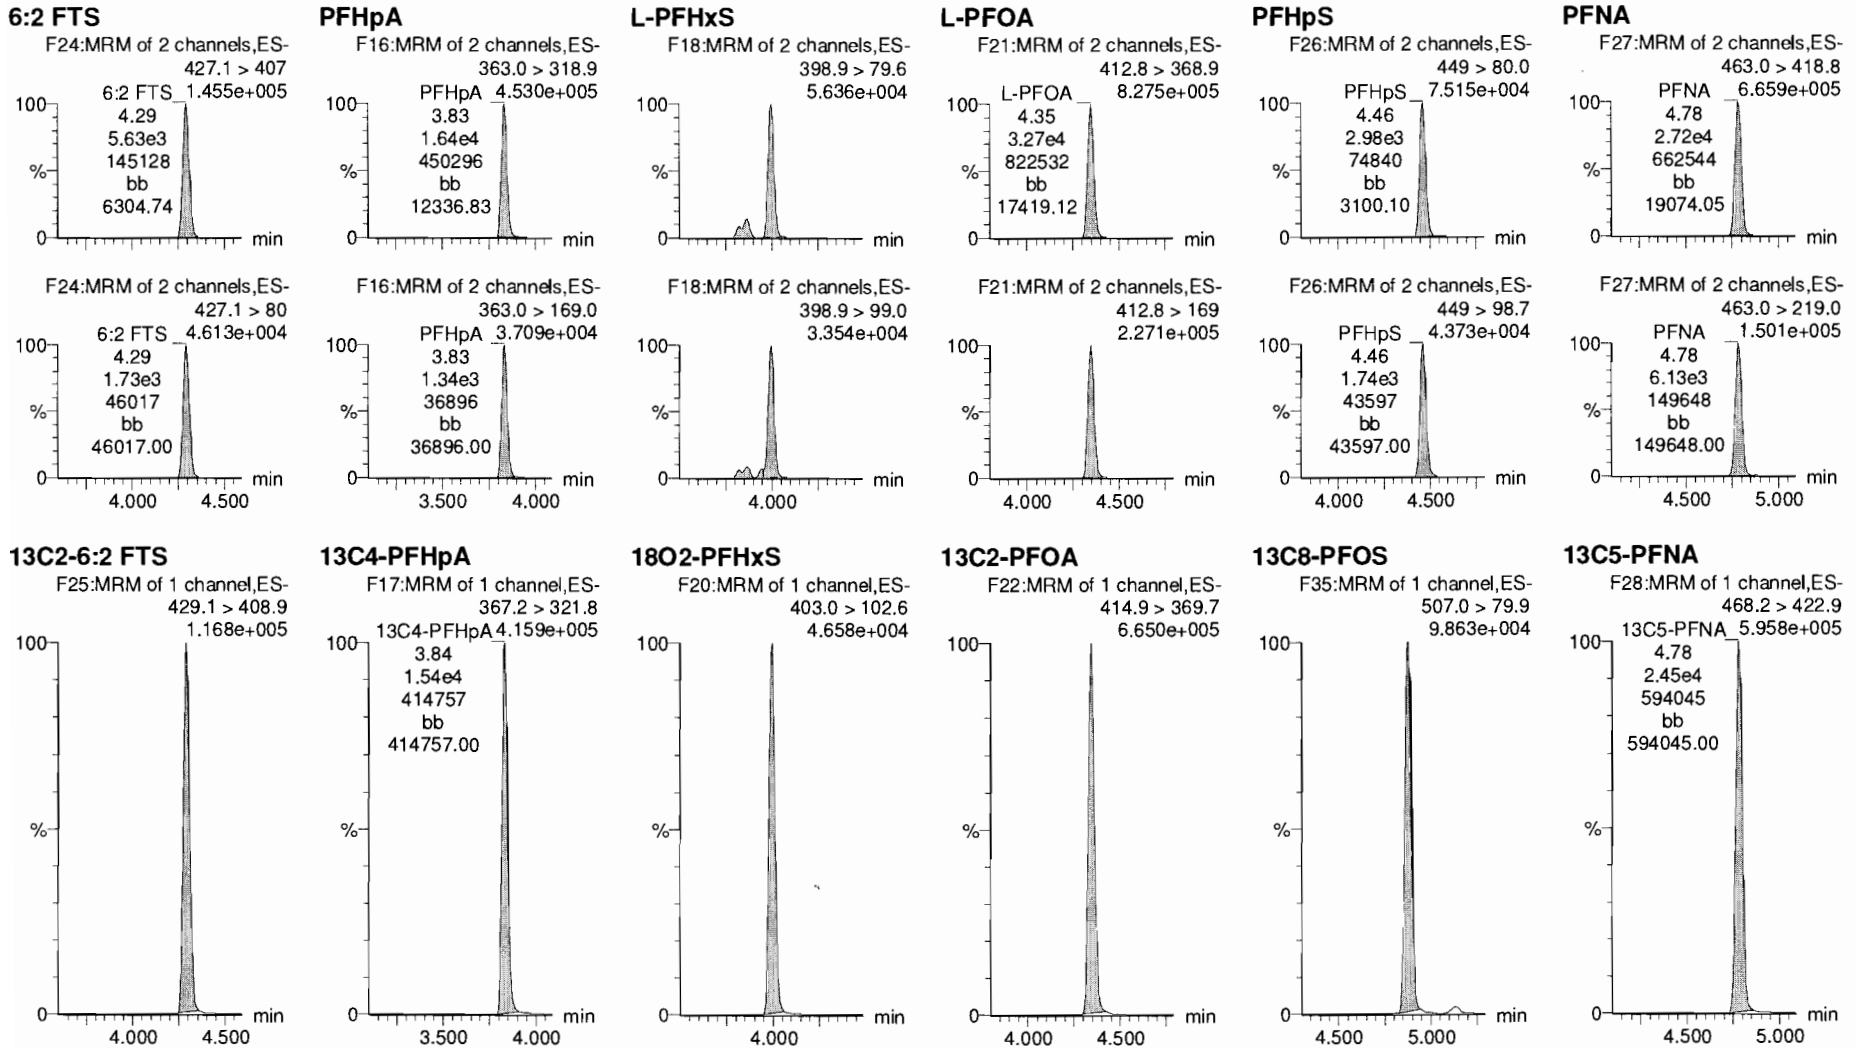 6:2 FTS
F24:MRM of 2 channels,ES-
427.1 > 407
1.455e+005
6:2 FTS
4.29
5.63e3
145128
bb
6304.74
100
%
0
min
F24:MRM of 2 channels,ES-
427.1 > 80
4.613e+004
6:2 FTS
4.29
1.73e3
46017
bb
46017.00
100
%
0
min
4.000 4.500
PFHpA
F16:MRM of 2 channels,ES-
363.0 > 318.9
4.530e+005
PFHpA
3.83
1.64e4
450296
bb
12336.83
100
%
0
min
F16:MRM of 2 channels,ES-
363.0 > 169.0
3.709e+004
PFHpA
3.83
1.34e3
36896
bb
36896.00
100
%
0
min
3.500 4.000
L-PFHxS
F18:MRM of 2 channels,ES-
398.9 > 79.6
5.636e+004
100
%
0
min
F18:MRM of 2 channels,ES-
398.9 > 99.0
3.354e+004
100
%
0
min
4.000
L-PFOA
F21:MRM of 2 channels,ES-
412.8 > 368.9
8.275e+005
L-PFOA
4.35
3.27e4
822532
bb
17419.12
100
%
0
min
F21:MRM of 2 channels,ES-
412.8 > 169
2.271e+005
100
%
0
min
4.000 4.500
PFHpS
F26:MRM of 2 channels,ES-
449 > 80.0
7.515e+004
PFHpS
4.46
2.98e3
74840
bb
3100.10
100
%
0
min
F26:MRM of 2 channels,ES-
449 > 98.7
4.373e+004
PFHpS
4.46
1.74e3
43597
bb
43597.00
100
%
0
min
4.000 4.500
PFNA
F27:MRM of 2 channels,ES-
463.0 > 418.8
6.659e+005
PFNA
4.78
2.72e4
662544
bb
19074.05
100
%
0
min
F27:MRM of 2 channels,ES-
463.0 > 219.0
1.501e+005
PFNA
4.78
6.13e3
149648
bb
149648.00
100
%
0
min
4.500 5.000
13C2-6:2 FTS
F25:MRM of 1 channel,ES-
429.1 > 408.9
1.168e+005
100
%
0
min
4.000 4.500
13C4-PFHpA
F17:MRM of 1 channel,ES-
367.2 > 321.8
4.159e+005
13C4-PFHpA
3.84
1.54e4
414757
bb
414757.00
100
%
0
min
3.500 4.000
18O2-PFHxS
F20:MRM of 1 channel,ES-
403.0 > 102.6
4.658e+004
100
%
0
min
4.000
13C2-PFOA
F22:MRM of 1 channel,ES-
414.9 > 369.7
6.650e+005
100
%
0
min
4.000 4.500
13C8-PFOS
F35:MRM of 1 channel,ES-
507.0 > 79.9
9.863e+004
100
%
0
min
4.500 5.000
13C5-PFNA
F28:MRM of 1 channel,ES-
468.2 > 422.9
5.958e+005
13C5-PFNA
4.78
2.45e4
594045
bb
594045.00
100
%
0
min
4.500 5.000